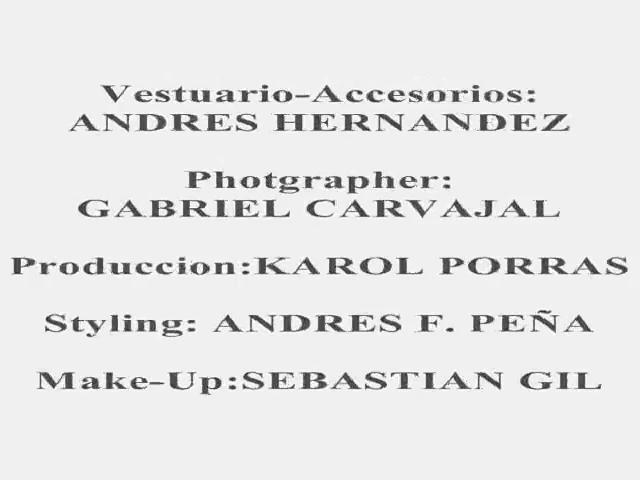 Vestuario-Accesorios:
ANDRES HERNANDEZ
Photgrapher:
GABRIEL CARVAJAL
Produccion:KAROL PORRAS
Styling: ANDRES F. PEÑA
Make-Up:SEBASTIAN GIL